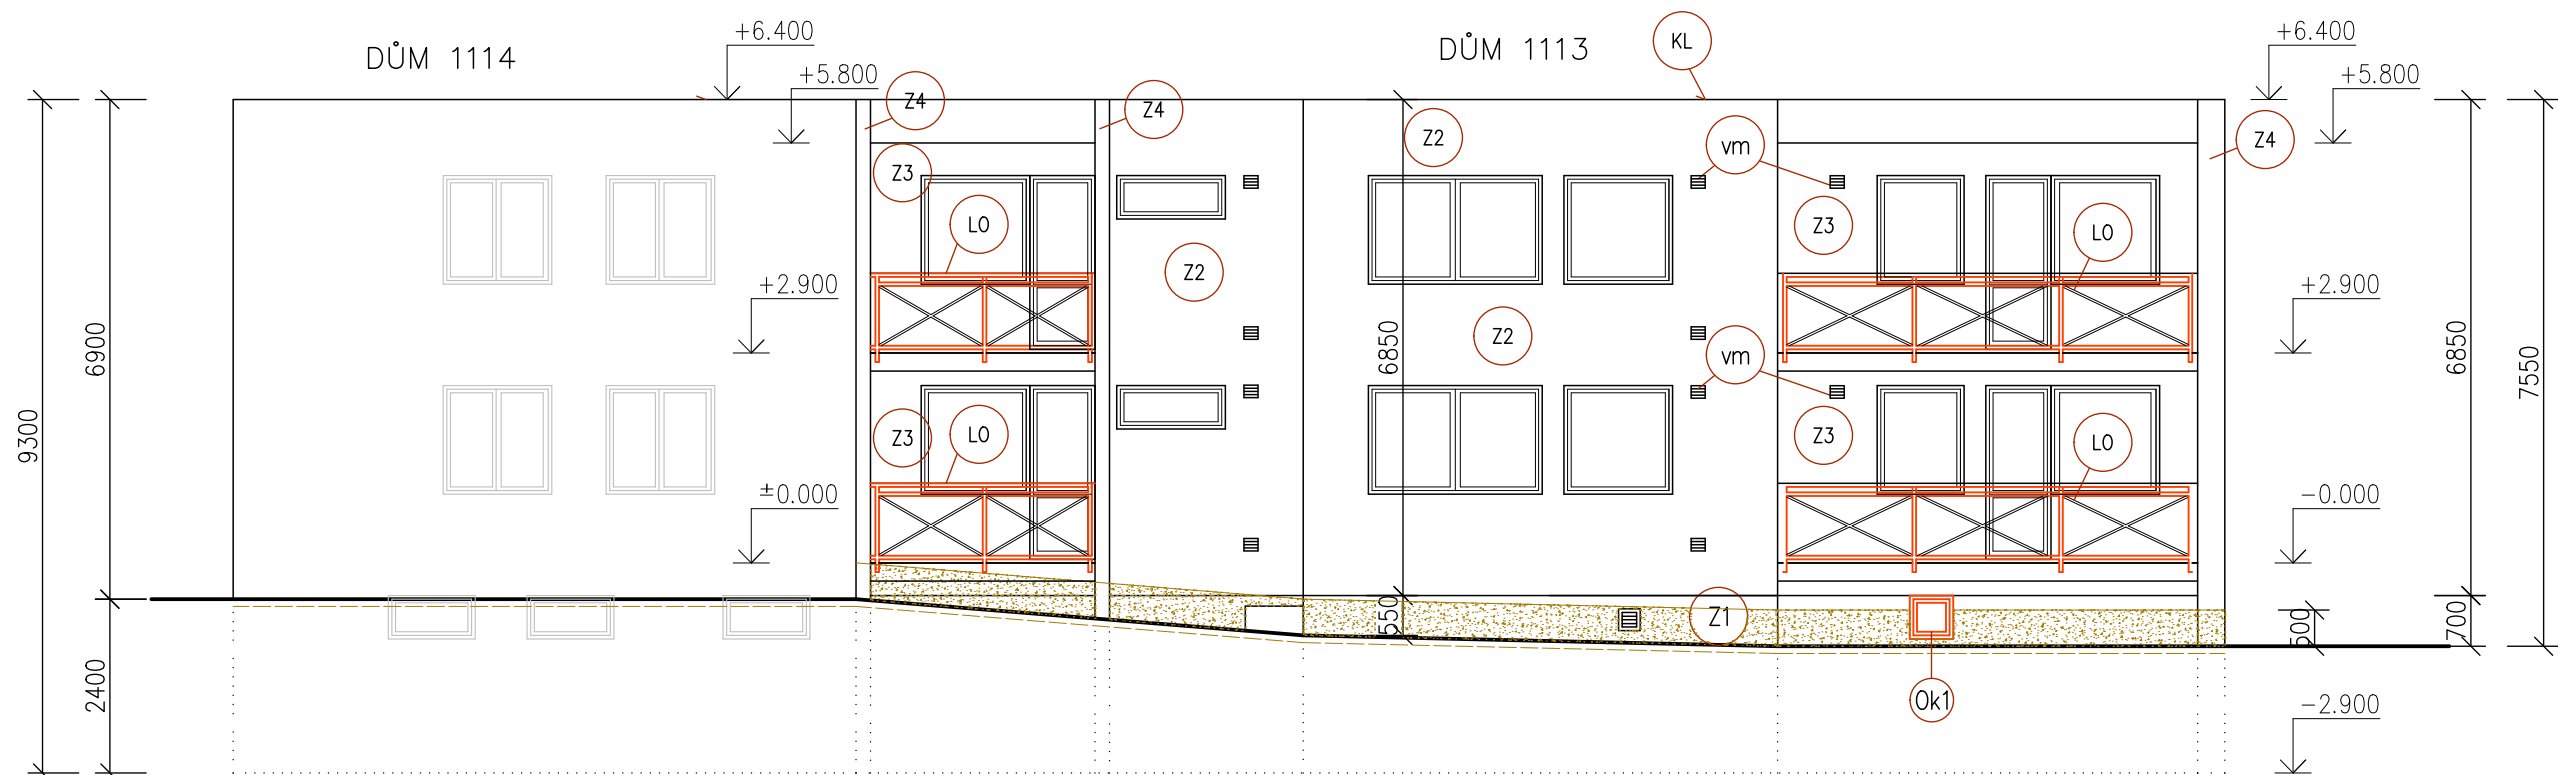 DŮM 1114
+6.400
+5.800
DŮM 1113
KL
+6.400
+5.800
Z4
Z4
Z2
vm
Z4
Z3
LO
Z3
LO
Z2
+2.900
+2.900
6900
Z2
6850
6850
7550
vm
9300
Z3
LO
Z3
LO
±0.000
-0.000
550
Z1
500
700
2400
Ok1
-2.900